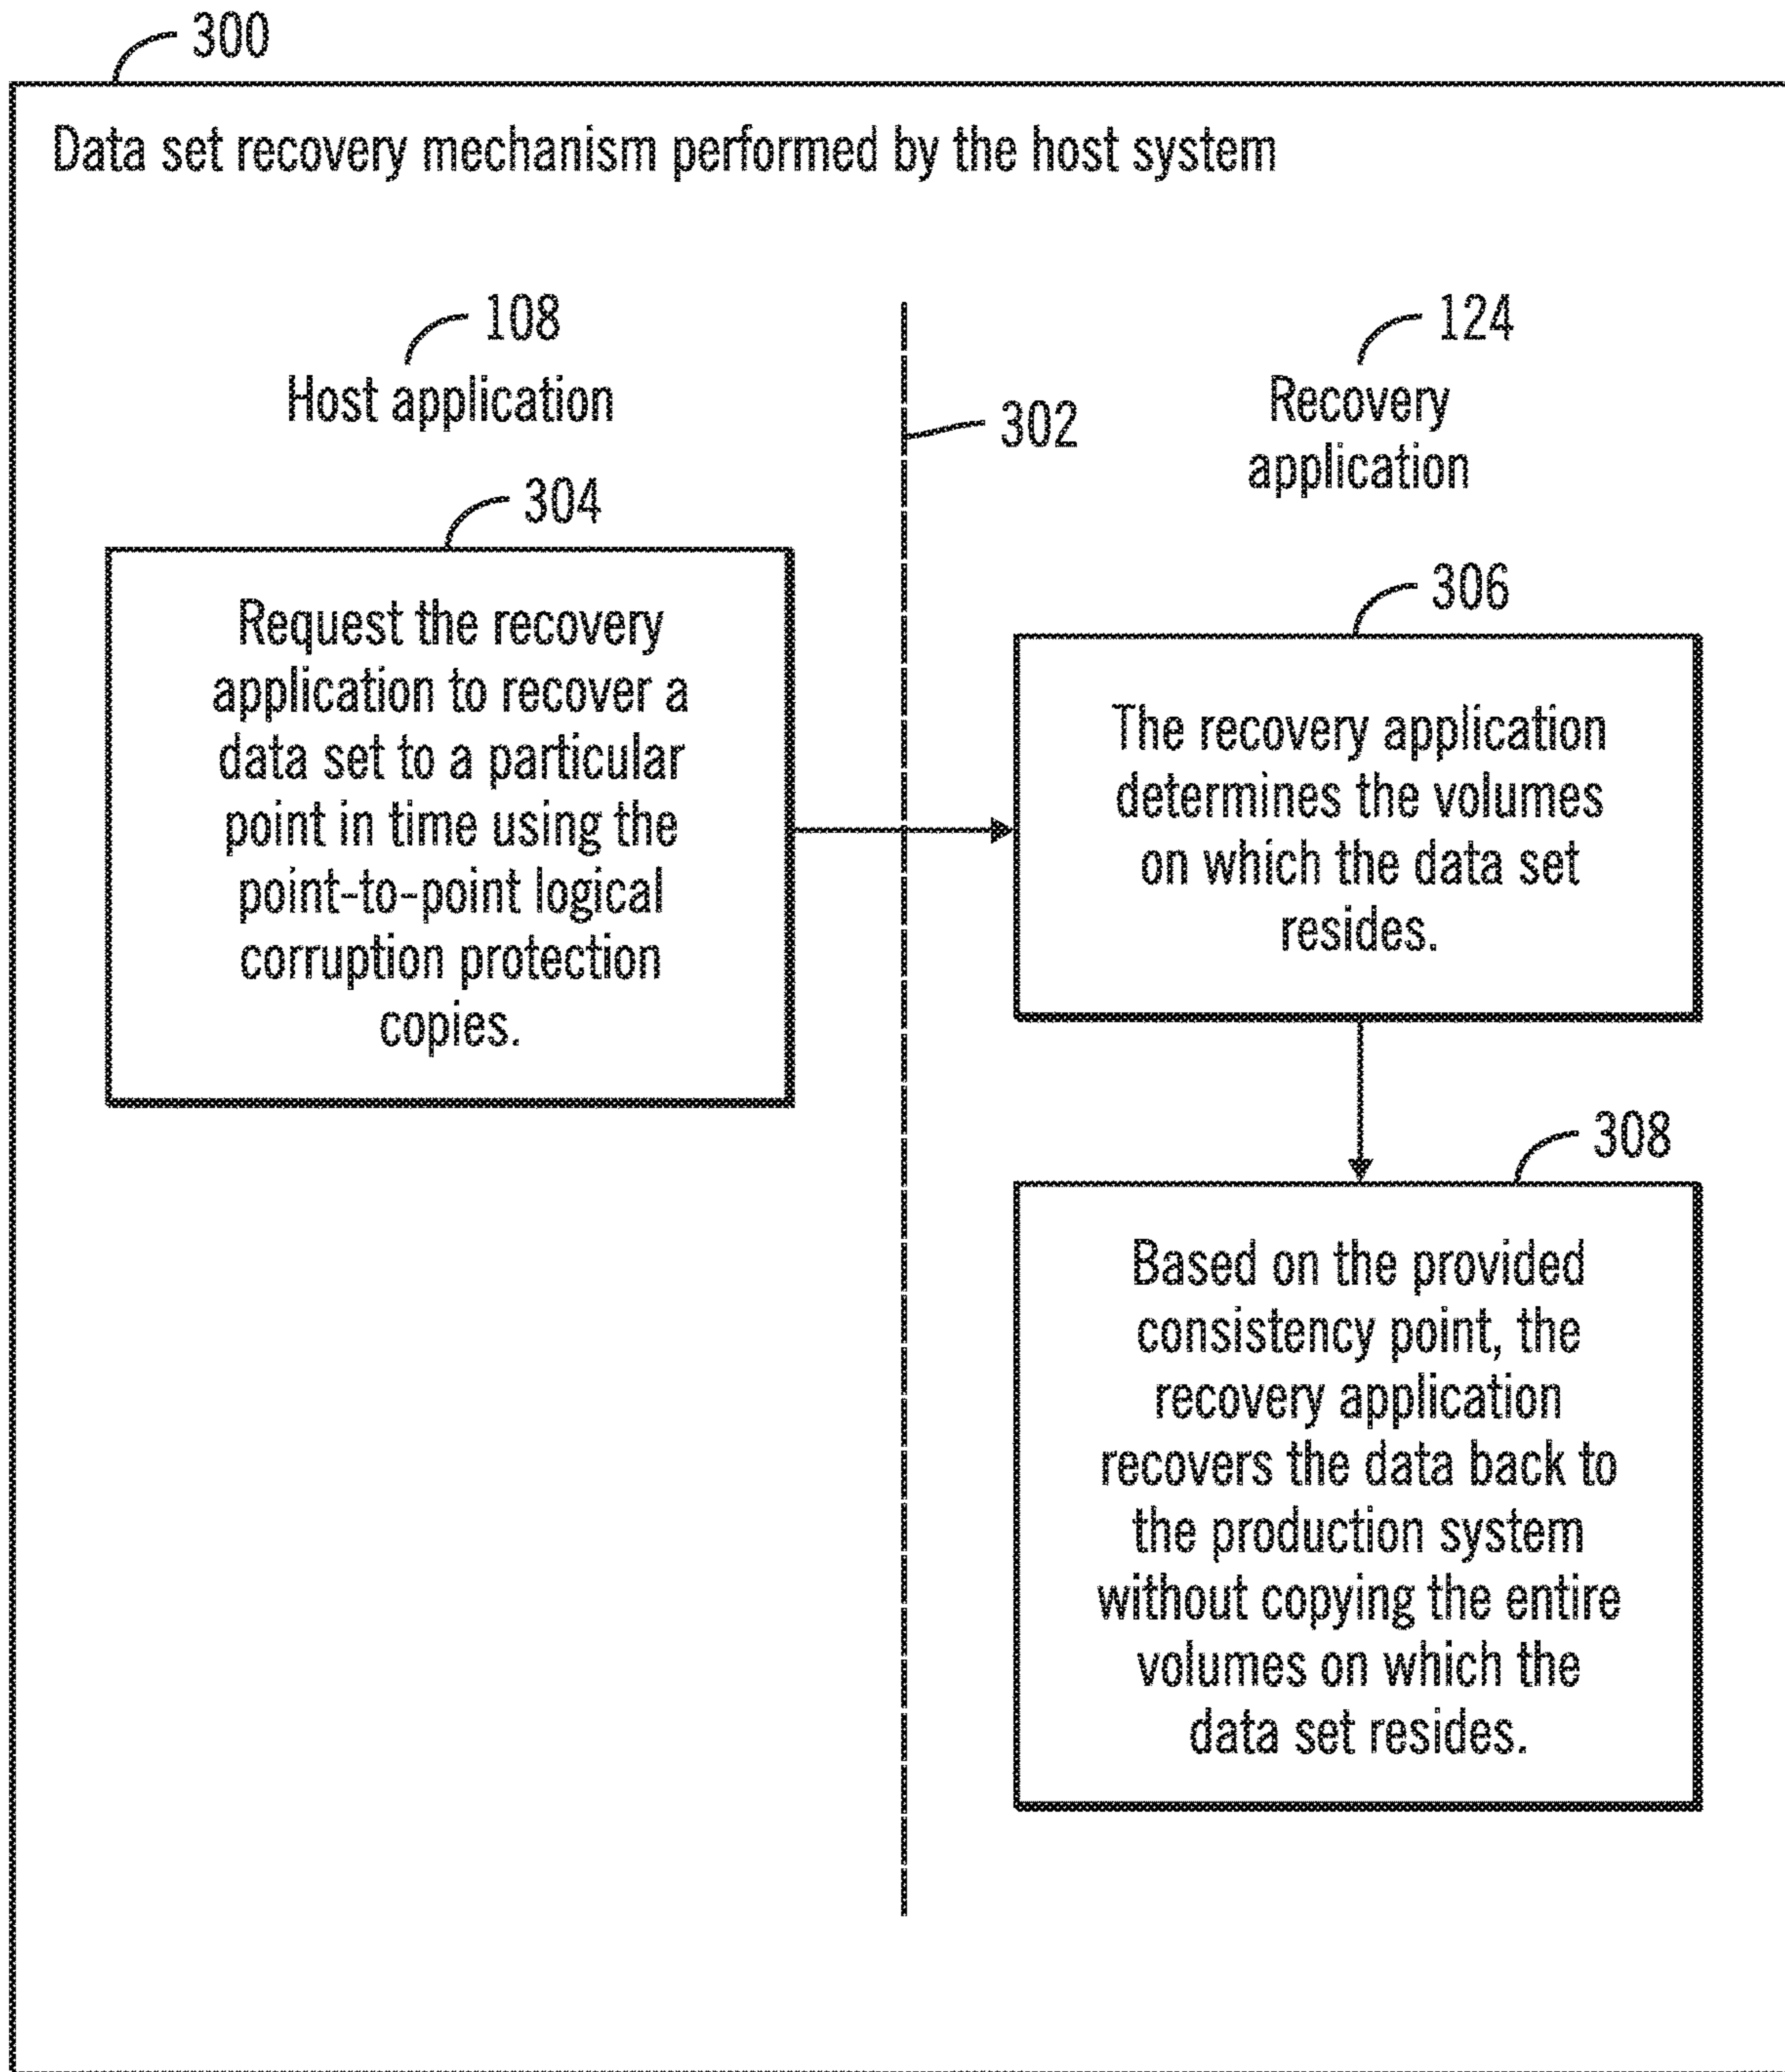 300
Data set recovery mechanism performed by the host system
108
Host application
124
Recovery
application
302
304
Request the recovery
application to recover a
data set to a particular
point in time using the
point-to-point logical
corruption protection
copies.
306
The recovery application
determines the volumes
on which the data set
resides.
308
Based on the provided
consistency point, the
recovery application
recovers the data back to
the production system
without copying the entire
volumes on which the
data set resides.